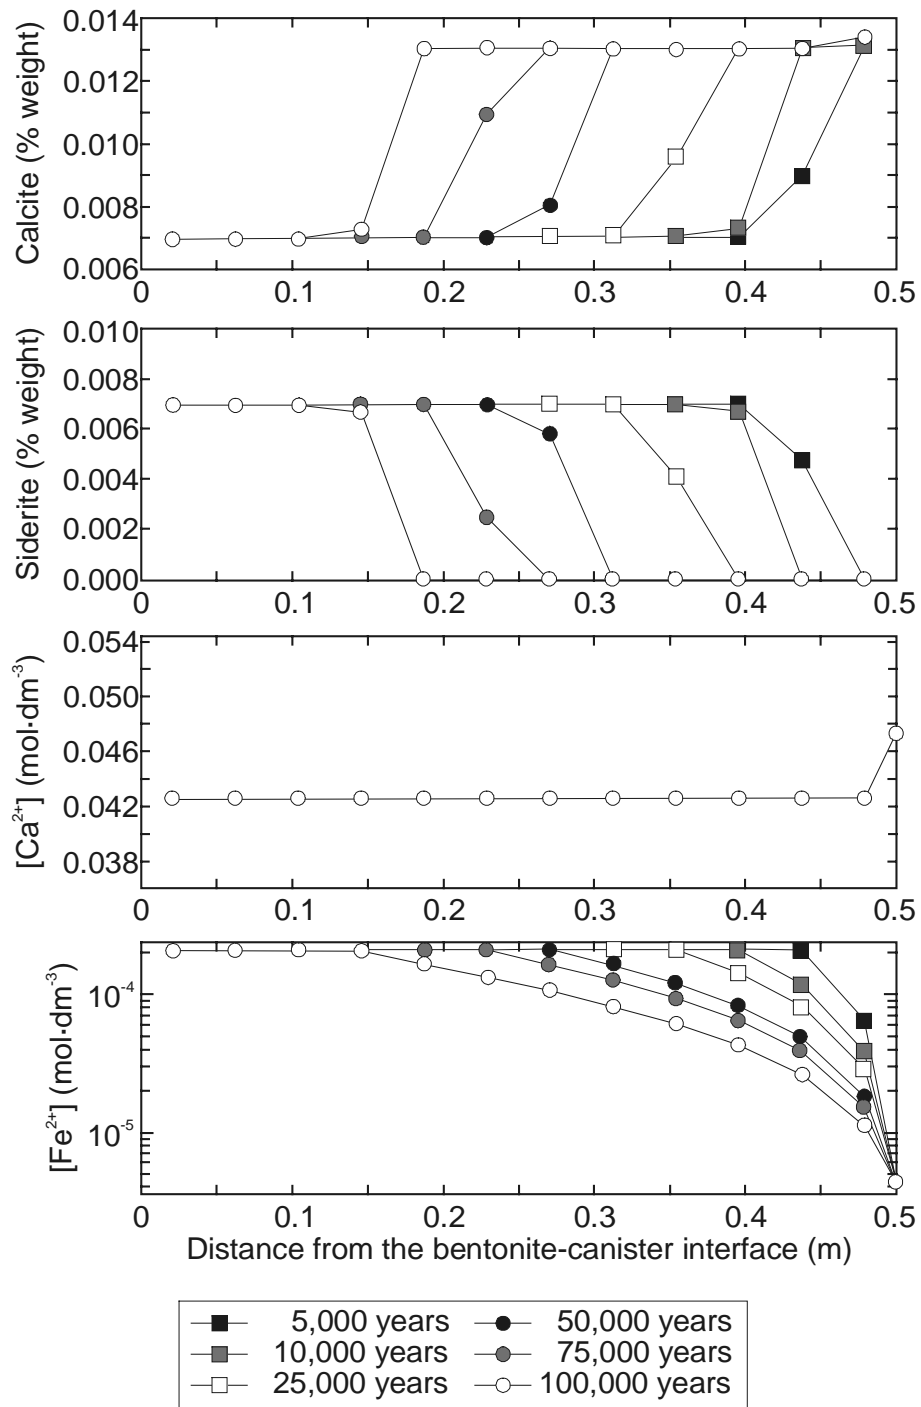 Calcite (% weight)
0.014
0.012
0.010
0.008
0.006
0 0.1 0.2 0.3 0.4 0.5
Siderite (% weight)
0.010
0.008
0.006
0.004
0.002
0.000
0 0.1 0.2 0.3 0.4 0.5
[Ca²⁺] (mol·dm⁻³)
0.054
0.050
0.046
0.042
0.038
0 0.1 0.2 0.3 0.4 0.5
[Fe²⁺] (mol·dm⁻³)
10⁻⁴
10⁻⁵
0 0.1 0.2 0.3 0.4 0.5
Distance from the bentonite-canister interface (m)
5,000 years 50,000 years
10,000 years 75,000 years
25,000 years 100,000 years